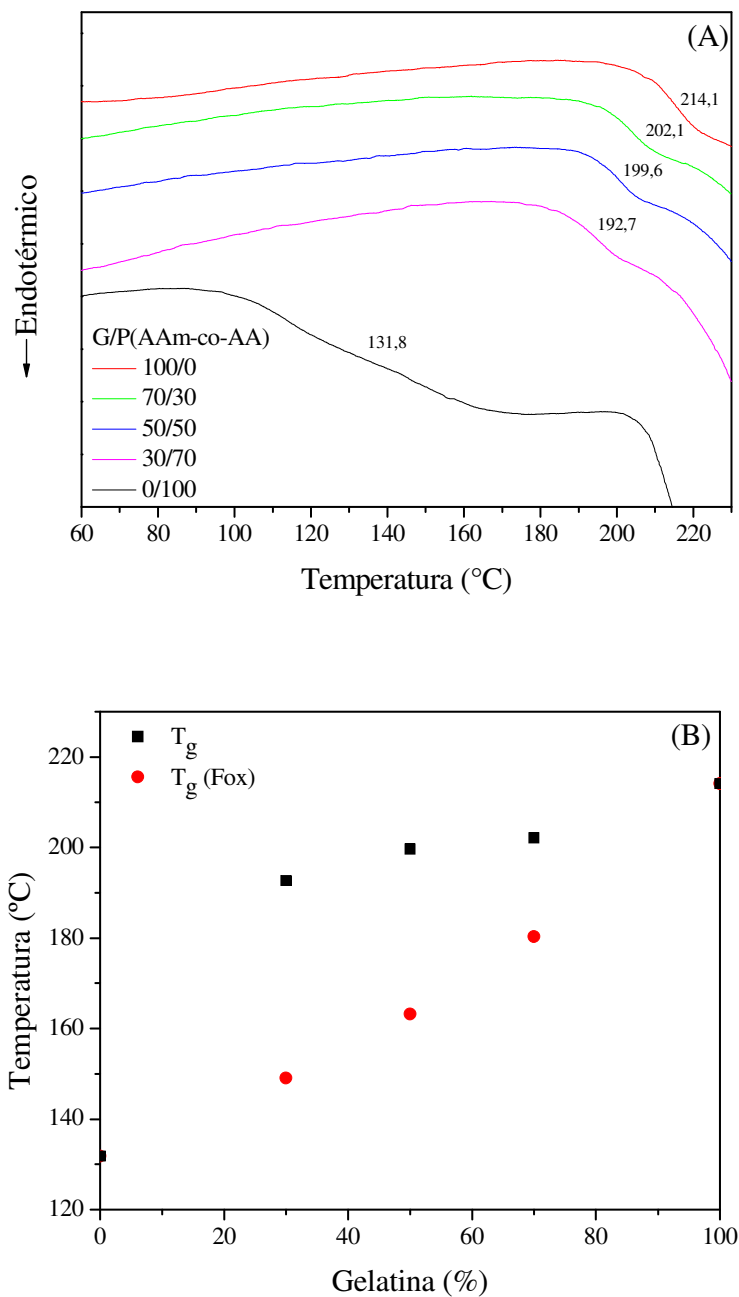 (A)
214,1
202,1
199,6
192,7
131,8
←Endotérmico
G/P(AAm-co-AA)
100/0
70/30
50/50
30/70
0/100
60 80 100 120 140 160 180 200 220
Temperatura (°C)
(B)
Tg
Tg (Fox)
220
200
180
160
140
120
Temperatura (ºC)
0 20 40 60 80 100
Gelatina (%)